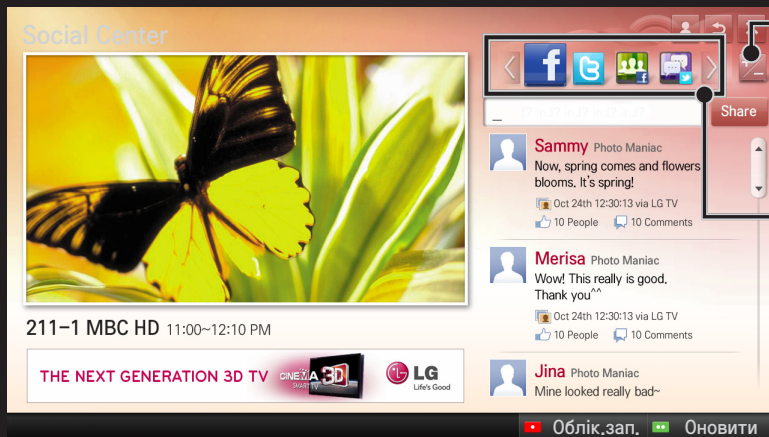 Social Center
Share
Sammy Photo Maniac
Now, spring comes and flowers
blooms. It's spring!
Oct 24th 12:30:13 via LG TV
10 People 10 Comments
Merisa Photo Maniac
Wow! This really is good.
Thank you^^
Oct 24th 12:30:13 via LG TV
10 People 10 Comments
Jina Photo Maniac
Mine looked really bad~
211-1 MBC HD 11:00~12:10 PM
THE NEXT GENERATION 3D TV CINEMA 3D SMART TV LG Life's Good
Облік.зап. Оновити